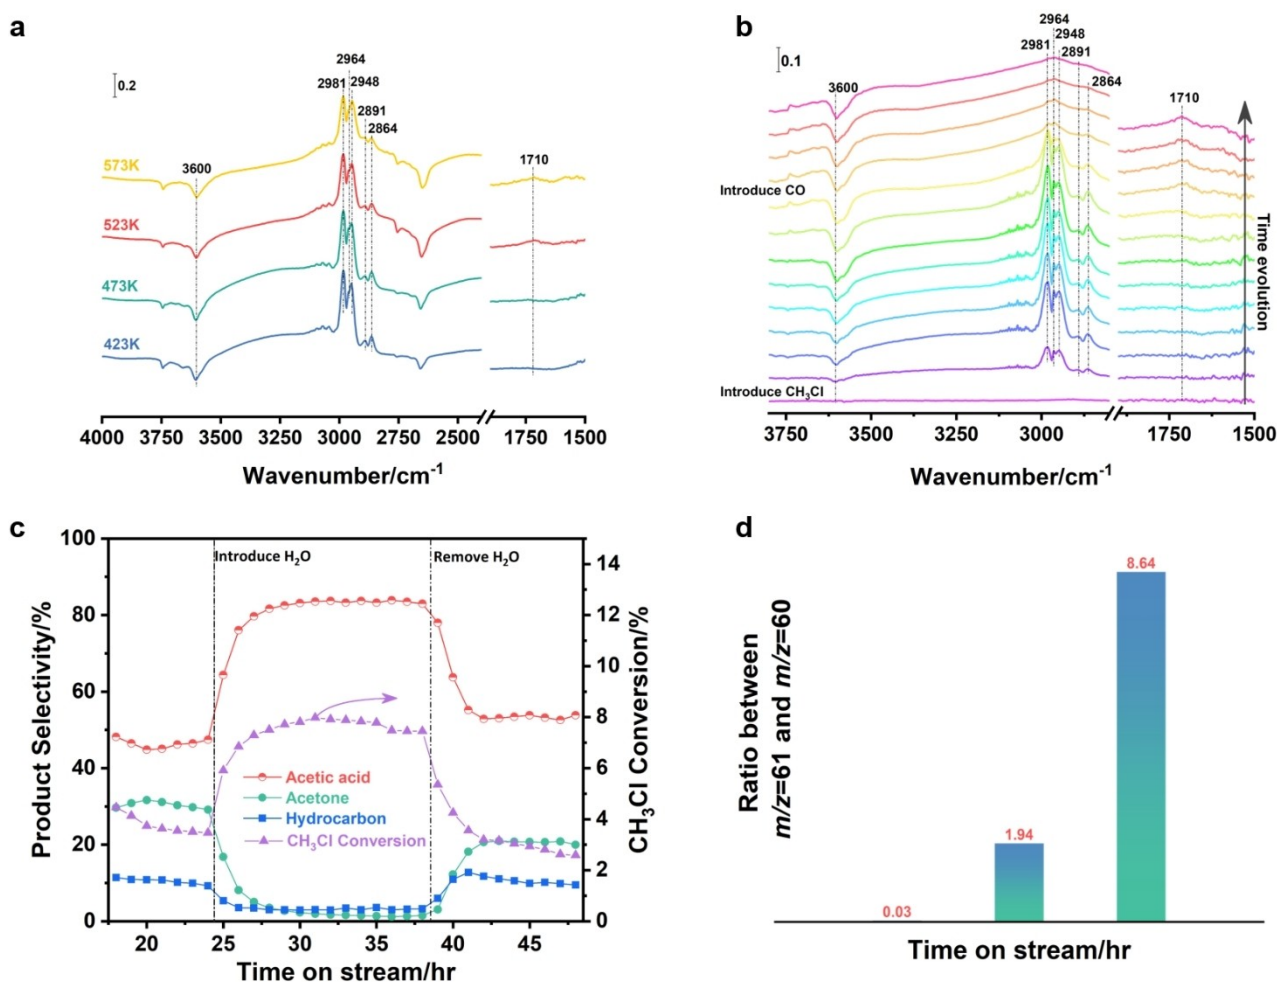 a
0.2
2964
2981
2948
2891
2864
573K
3600
1710
523K
473K
423K
4000 3750 3500 3250 3000 2750 2500 1750 1500
Wavenumber/cm-1
b
0.1
2964
2948
2981
2891
2864
3600
1710
Introduce CO
Introduce CH3Cl
Time evolution
3750 3500 3250 3000 1750 1500
Wavenumber/cm-1
c
Product Selectivity/%
100
80
60
40
20
0
Introduce H2O
Remove H2O
Acetic acid
Acetone
Hydrocarbon
CH3Cl Conversion
14
12
10
8
6
4
2
0
CH3Cl Conversion/%
20 25 30 35 40 45
Time on stream/hr
d
Ratio between
m/z=61 and m/z=60
0.03
1.94
8.64
Time on stream/hr